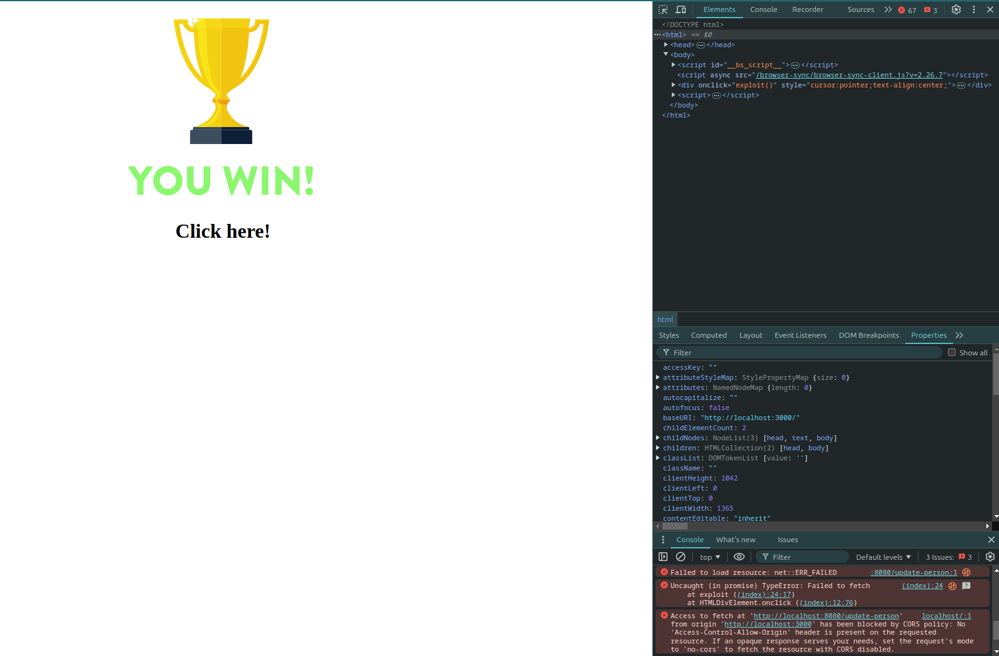 YOU WIN!
Click here!
Elements Console Recorder Sources 67 3
<!DOCTYPE html>
<html> == $0
<head> </head>
<body>
<script id="__bs_script__"> </script>
<script async src="/browser-sync/browser-sync-client.js?v=2.26.7"></script>
<div onclick="exploit()" style="cursor:pointer;text-align:center;"> </div>
<script> </script>
</body>
</html>
html
Styles Computed Layout Event Listeners DOM Breakpoints Properties
Filter Show all
accessKey: ""
attributeStyleMap: StylePropertyMap {size: 0}
attributes: NamedNodeMap {length: 0}
autocapitalize: ""
autofocus: false
baseURI: "http://localhost:3000/"
childElementCount: 2
childNodes: NodeList(3) [head, text, body]
children: HTMLCollection(2) [head, body]
classList: DOMTokenList [value: '']
className: ""
clientHeight: 1042
clientLeft: 0
clientTop: 0
clientWidth: 1365
contentEditable: "inherit"
Console What's new Issues
top Filter Default levels 3 Issues: 3
Failed to load resource: net::ERR_FAILED :8080/update-person:1
Uncaught (in promise) TypeError: Failed to fetch (index):24
at exploit ((index):24:17)
at HTMLDivElement.onclick ((index):12:76)
Access to fetch at 'http://localhost:8080/update-person' localhost/:1
from origin 'http://localhost:3000' has been blocked by CORS policy: No
'Access-Control-Allow-Origin' header is present on the requested
resource. If an opaque response serves your needs, set the request's mode
to 'no-cors' to fetch the resource with CORS disabled.